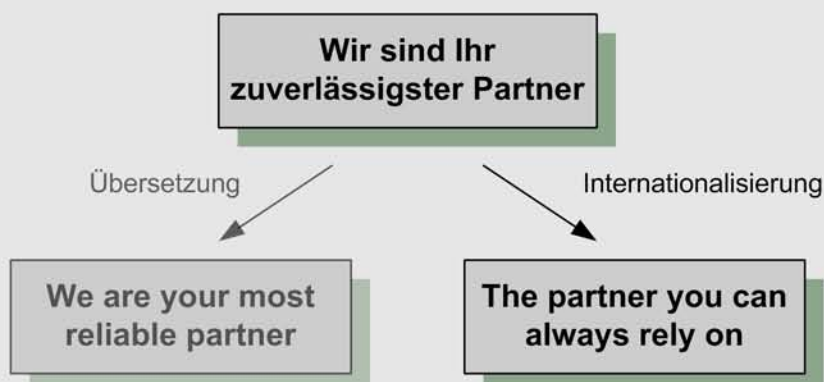 Wir sind Ihr
zuverlässigster Partner
Übersetzung
Internationalisierung
We are your most
reliable partner
The partner you can
always rely on